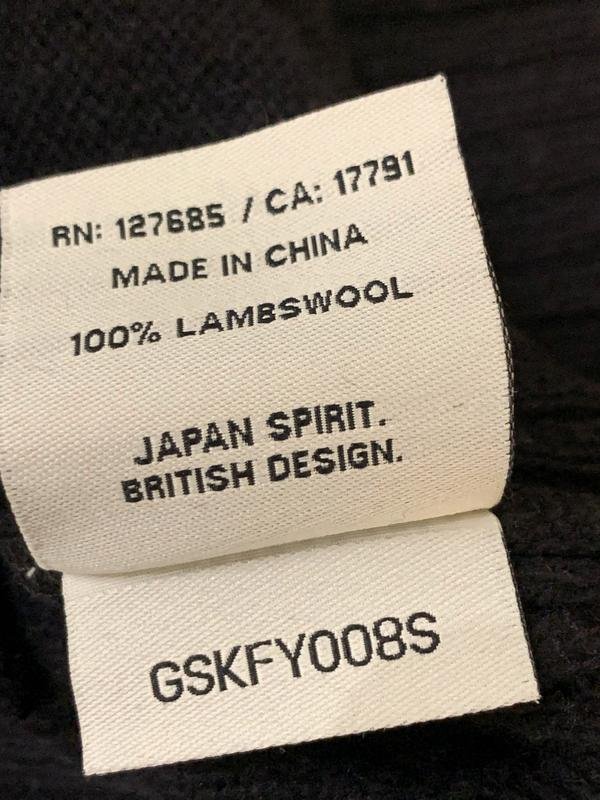 RN: 127685 / CA: 17791
MADE IN CHINA
100% LAMBSWOOL
JAPAN SPIRIT.
BRITISH DESIGN.
GSKFY008S